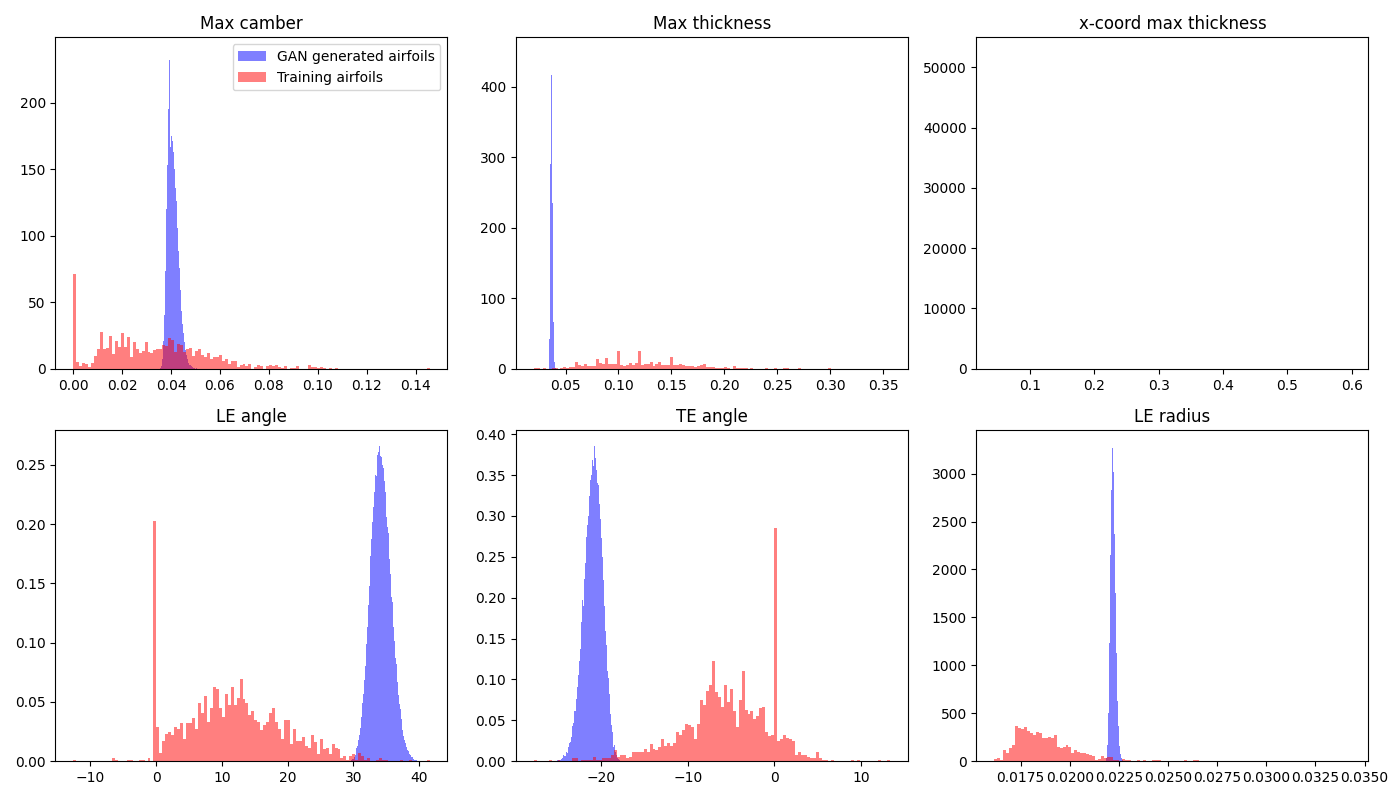 Max camber
GAN generated airfoils
Training airfoils
200
150
100
50
0
0.00 0.02 0.04 0.06 0.08 0.10 0.12 0.14
Max thickness
400
300
200
100
0
0.05 0.10 0.15 0.20 0.25 0.30 0.35
x-coord max thickness
50000
40000
30000
20000
10000
0
0.1 0.2 0.3 0.4 0.5 0.6
LE angle
0.25
0.20
0.15
0.10
0.05
0.00
−10 0 10 20 30 40
TE angle
0.40
0.35
0.30
0.25
0.20
0.15
0.10
0.05
0.00
−20 −10 0 10
LE radius
3000
2500
2000
1500
1000
500
0
0.0175 0.0200 0.0225 0.0250 0.0275 0.0300 0.0325 0.0350